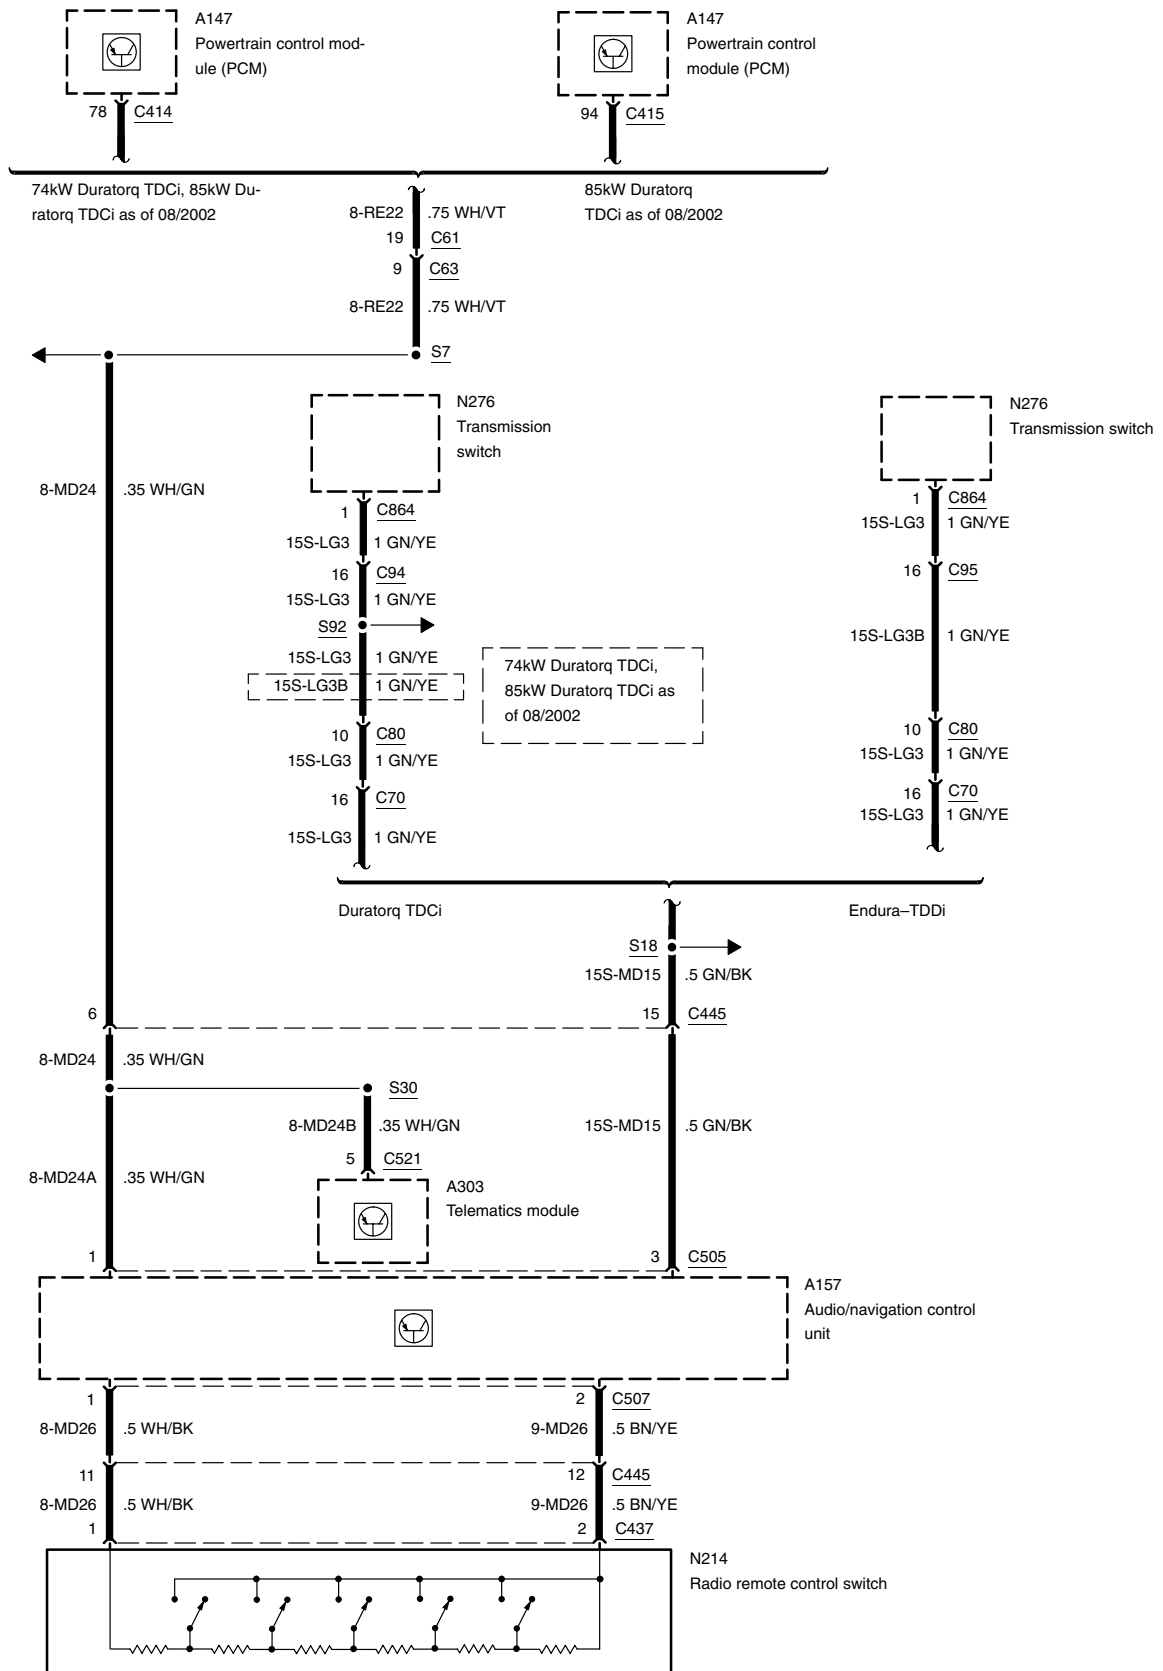 A147
Powertrain control mod-
ule (PCM)
A147
Powertrain control
module (PCM)
78 C414
94 C415
74kW Duratorq TDCi, 85kW Du-
ratorq TDCi as of 08/2002
85kW Duratorq
TDCi as of 08/2002
8-RE22 .75 WH/VT
19 C61
9 C63
8-RE22 .75 WH/VT
S7
N276
Transmission
switch
N276
Transmission switch
8-MD24 .35 WH/GN
1 C864
15S-LG3 1 GN/YE
16 C94
15S-LG3 1 GN/YE
S92
15S-LG3 1 GN/YE
15S-LG3B 1 GN/YE
74kW Duratorq TDCi,
85kW Duratorq TDCi as
of 08/2002
10 C80
15S-LG3 1 GN/YE
16 C70
15S-LG3 1 GN/YE
1 C864
15S-LG3 1 GN/YE
16 C95
15S-LG3B 1 GN/YE
10 C80
15S-LG3 1 GN/YE
16 C70
15S-LG3 1 GN/YE
Duratorq TDCi
Endura–TDDi
S18
15S-MD15 .5 GN/BK
6
15 C445
8-MD24 .35 WH/GN
S30
8-MD24B .35 WH/GN
15S-MD15 .5 GN/BK
5 C521
8-MD24A .35 WH/GN
A303
Telematics module
1
3 C505
A157
Audio/navigation control
unit
1
2 C507
8-MD26 .5 WH/BK
9-MD26 .5 BN/YE
11
12 C445
8-MD26 .5 WH/BK
9-MD26 .5 BN/YE
1
2 C437
N214
Radio remote control switch